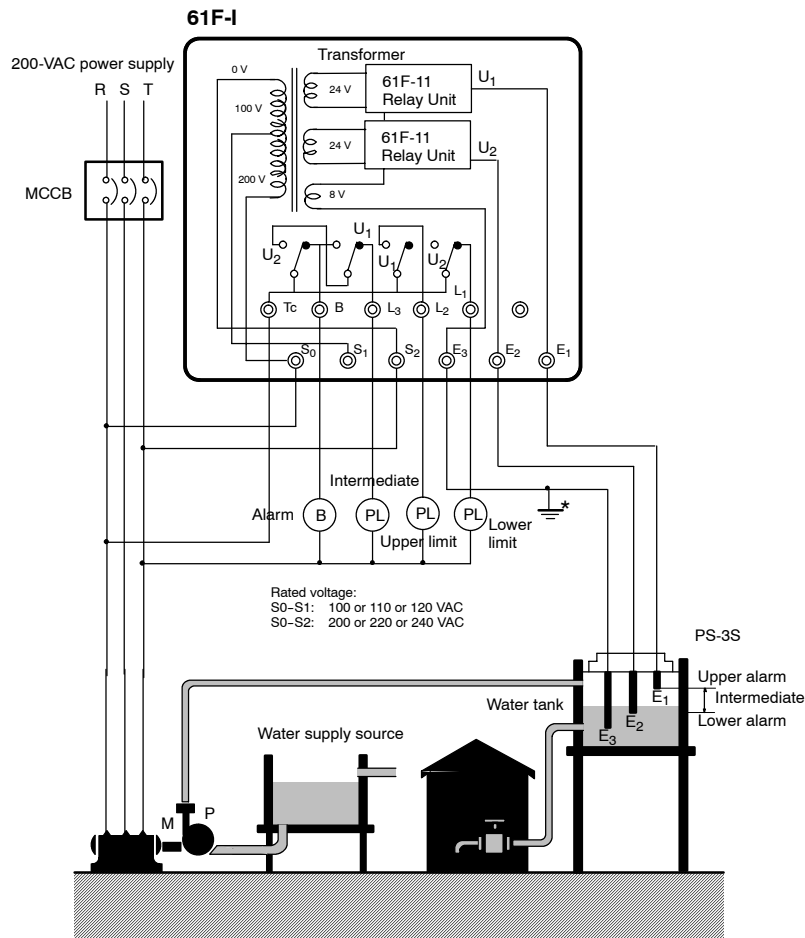 61F-I
200-VAC power supply
R S T
MCCB
Transformer
0 V
100 V
200 V
24 V
24 V
8 V
61F-11
Relay Unit
U1
61F-11
Relay Unit
U2
U2
U1
U1
U2
Tc
B
L3
L2
L1
S0
S1
S2
E3
E2
E1
Alarm
B
Intermediate
PL
PL
Upper limit
PL
Lower
limit
*
Rated voltage:
S0-S1: 100 or 110 or 120 VAC
S0-S2: 200 or 220 or 240 VAC
PS-3S
Upper alarm
Intermediate
Lower alarm
Water tank
E1
E2
E3
Water supply source
M
P